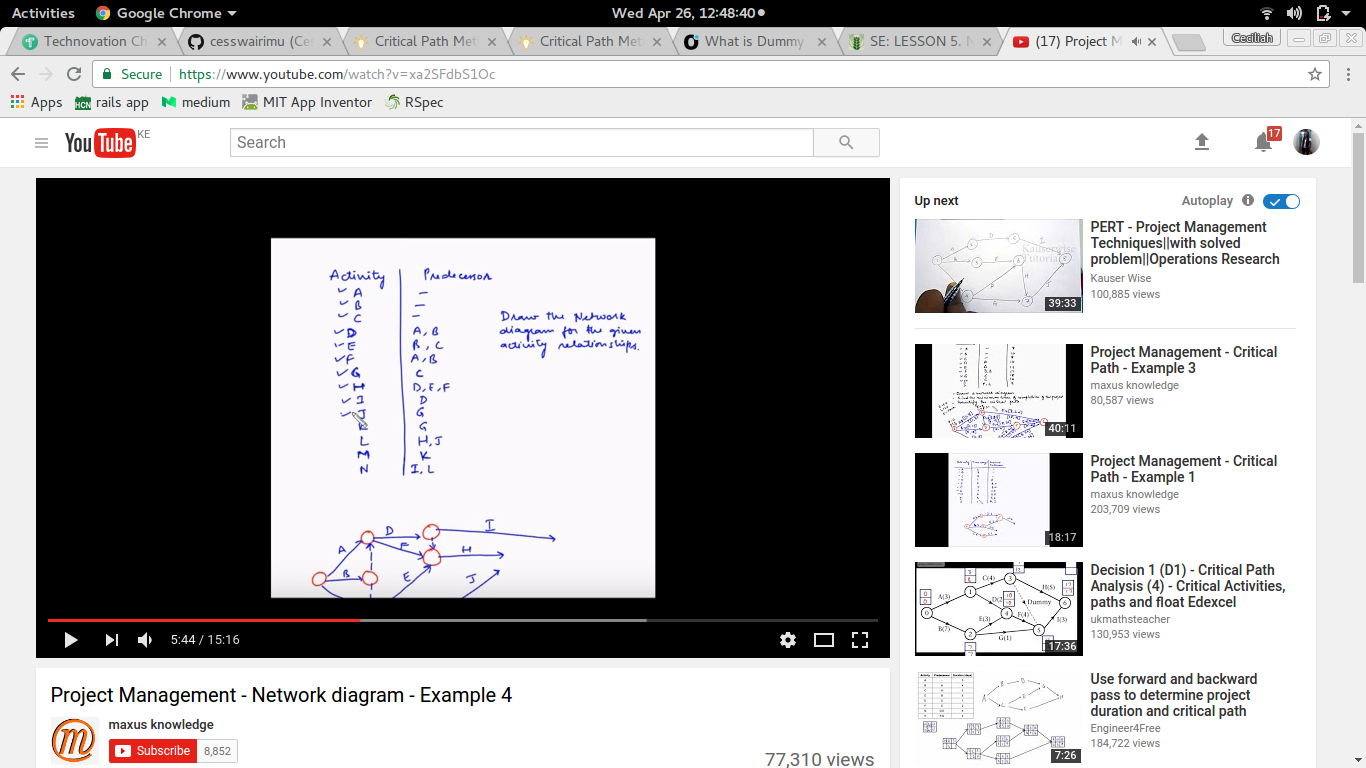 Activities Google Chrome Wed Apr 26, 12:48:40
Technovation Ch cesswairimu (Ces Critical Path Met Critical Path Met What is Dummy SE: LESSON 5. N (17) Project M Ceciliah
Secure https://www.youtube.com/watch?v=xa2SFdbS1Oc
Apps rails app medium MIT App Inventor RSpec
YouTube KE Search 17
Activity Predecessor
A -
B -
C -
D A, B
E B, C
F A, B
G C
H D, E, F
I D
J G
K G
L H, J
M K
N I, L
Draw the Network
diagram for the given
activity relationships.
A B D F E I H J
5:44 / 15:16
Project Management - Network diagram - Example 4
maxus knowledge
Subscribe 8,852
77,310 views
Up next Autoplay
PERT - Project Management
Techniques||with solved
problem||Operations Research
Kauser Wise
100,885 views
39:33
Project Management - Critical
Path - Example 3
maxus knowledge
80,587 views
40:11
Project Management - Critical
Path - Example 1
maxus knowledge
203,709 views
18:17
Decision 1 (D1) - Critical Path
Analysis (4) - Critical Activities,
paths and float Edexcel
ukmathsteacher
130,953 views
17:36
Use forward and backward
pass to determine project
duration and critical path
Engineer4Free
184,722 views
7:26